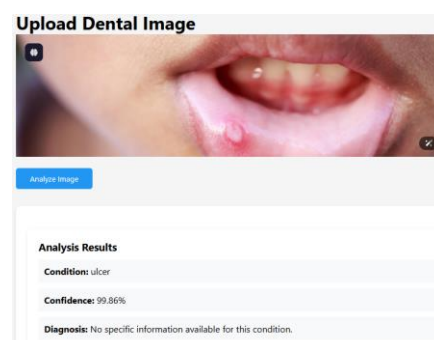 Upload Dental Image
Analyze Image
Analysis Results
Condition: ulcer
Confidence: 99.86%
Diagnosis: No specific information available for this condition.